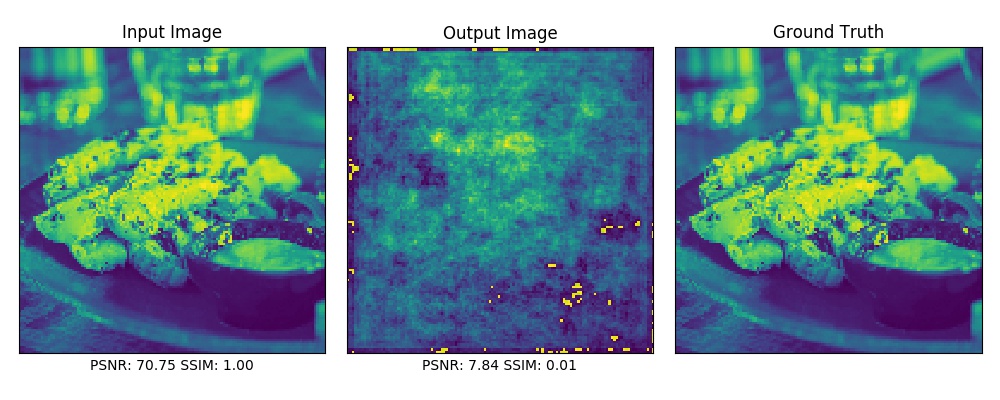 Input Image
Output Image
Ground Truth
PSNR: 70.75 SSIM: 1.00
PSNR: 7.84 SSIM: 0.01